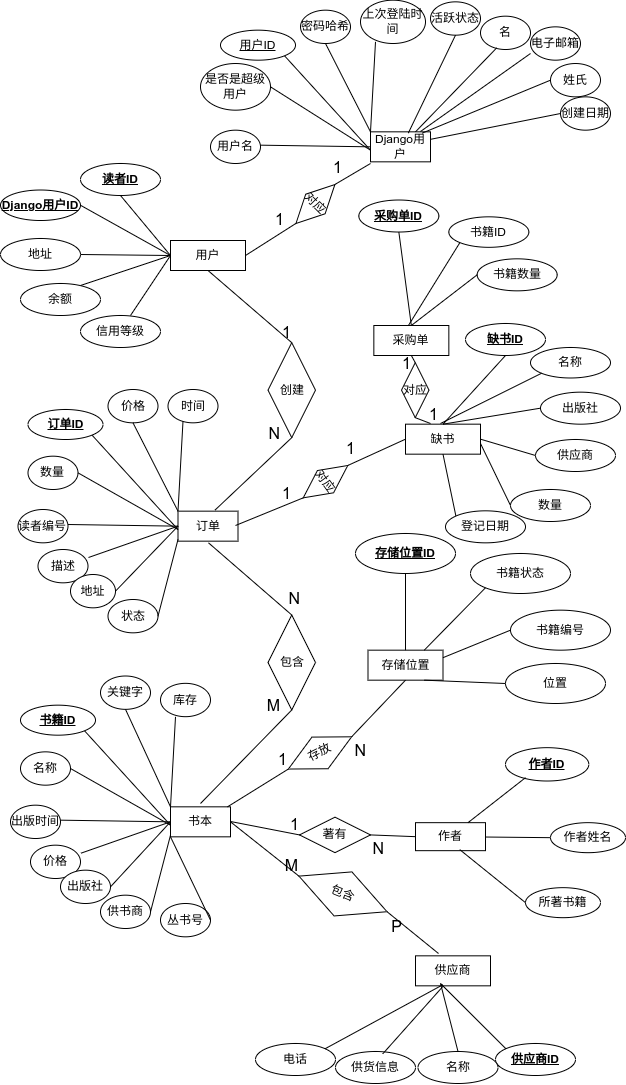 上次登陆时
间
活跃状态
密码哈希
名
用户ID
电子邮箱
是否是超级
用户
姓氏
创建日期
用户名
Django用
户
1
读者ID
对应
Django用户ID
1
采购单ID
书籍ID
地址
用户
书籍数量
余额
信用等级
1
采购单
缺书ID
1
名称
创建
对应
价格
时间
出版社
1
订单ID
N
缺书
1
供应商
数量
对应
1
数量
读者编号
订单
登记日期
存储位置ID
描述
书籍状态
地址
N
状态
书籍编号
包含
存储位置
位置
关键字
库存
M
书籍ID
存放
N
1
名称
作者ID
出版时间
书本
1
著有
作者
作者姓名
N
价格
M
出版社
包含
供书商
丛书号
所著书籍
P
供应商
电话
供货信息
名称
供应商ID